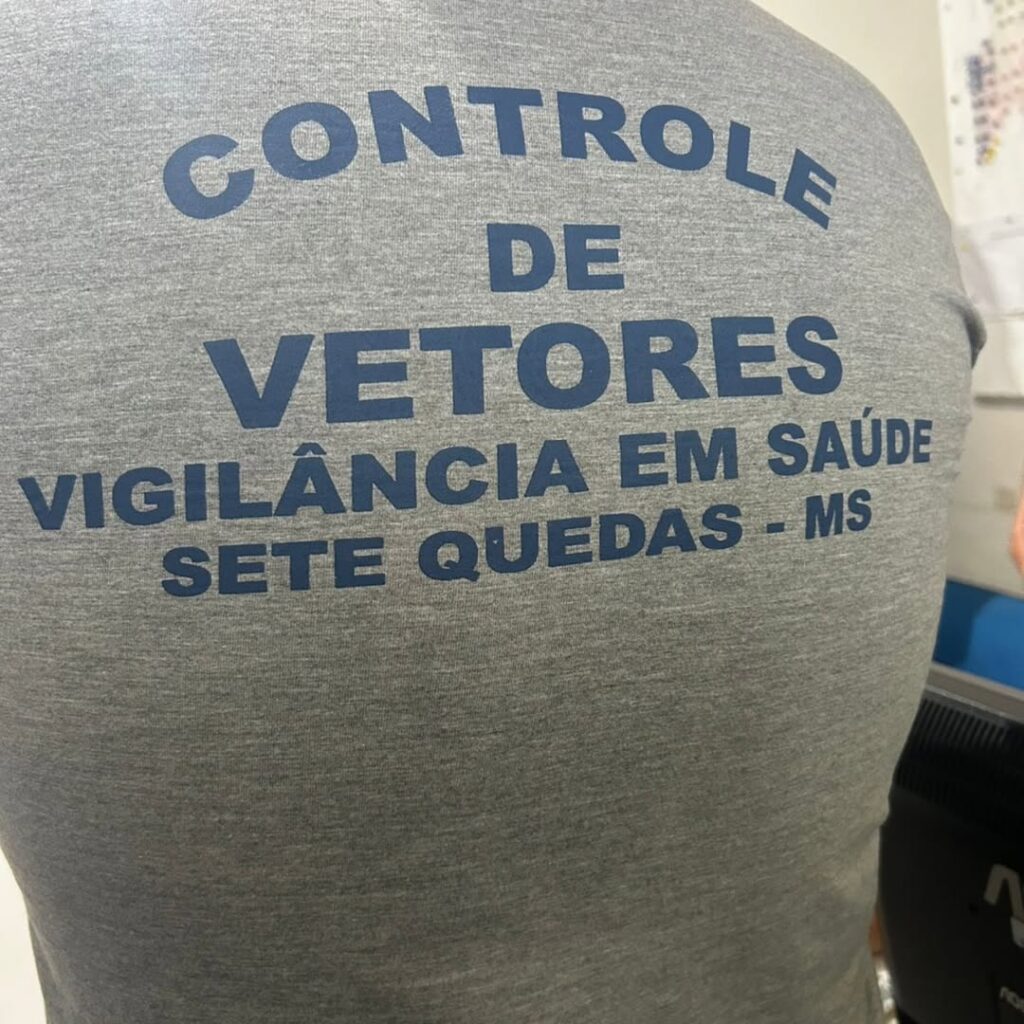 CONTROLE
DE
VETORES
VIGILÂNCIA EM SAÚDE
SETE QUEDAS - MS